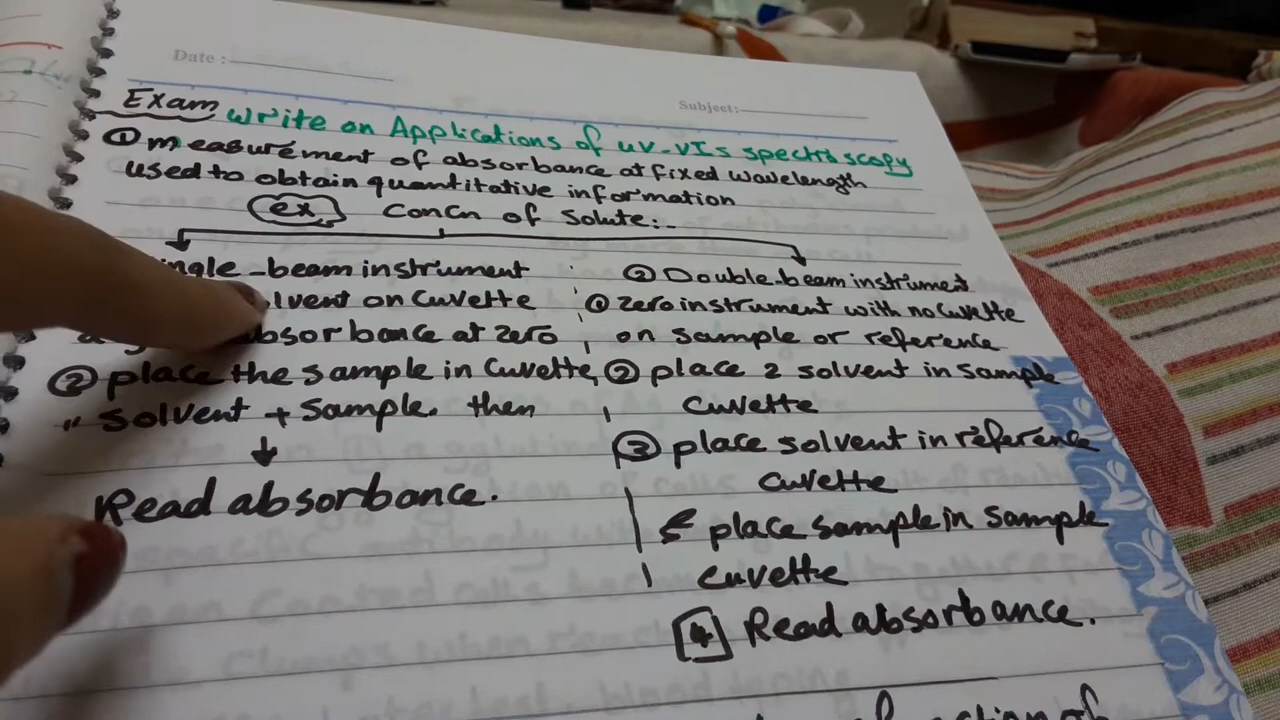 Date :
Subject:
Exam Write on Applications of UV-VIs spectroscopy
① measurement of absorbance at fixed wavelength
used to obtain quantitative information
ex Concn of Solute:-
ngle-beam instrument
lvent on Cuvette
absorbance at zero
② place the sample in Cuvette
" Solvent + Sample. then
Read absorbance.
② Double-beam instrument
① Zero instrument with no Cuvette
on sample or reference
② place 2 solvent in sample
Cuvette
③ place solvent in reference
Cuvette
& place sample in sample
cuvette
4 Read absorbance.